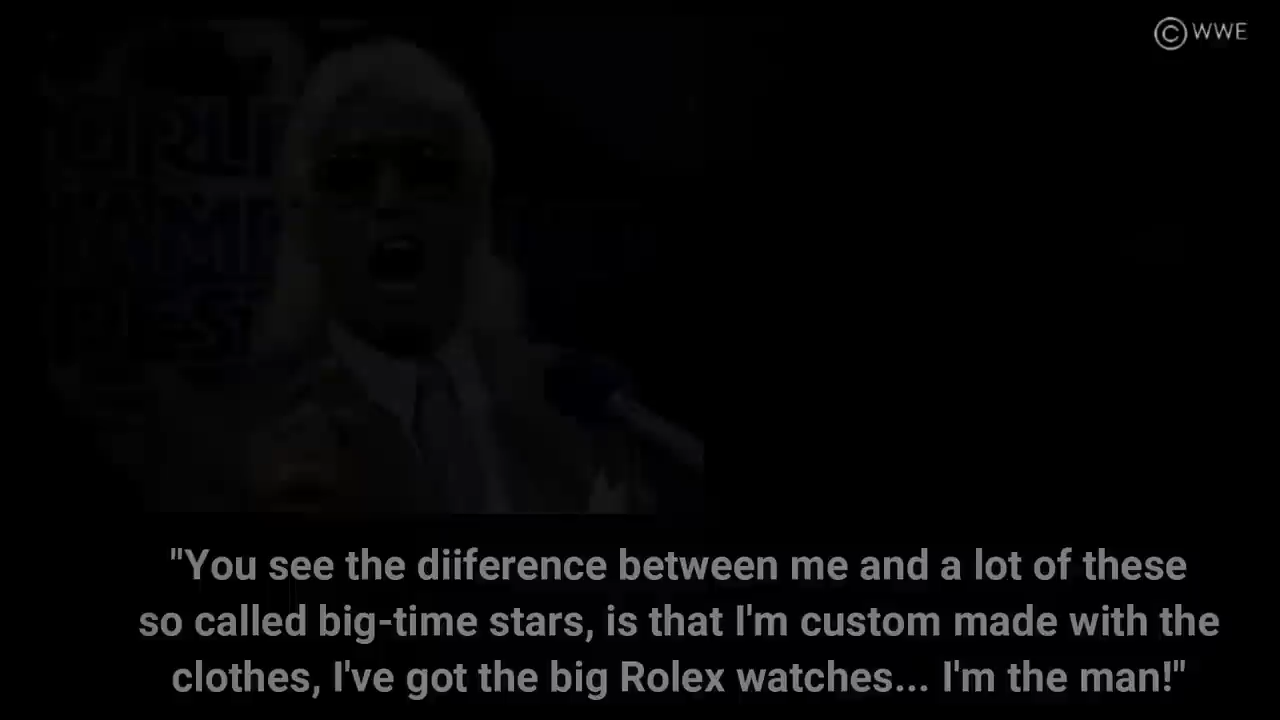 © WWE
"You see the diiference between me and a lot of these
so called big-time stars, is that I'm custom made with the
clothes, I've got the big Rolex watches... I'm the man!"